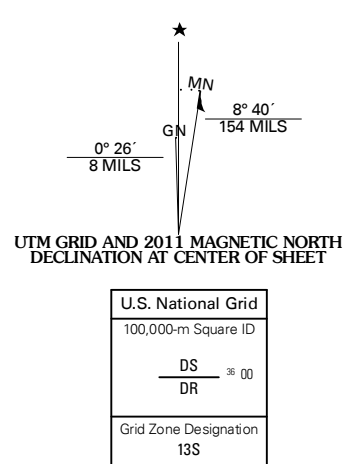 ★
MN
GN
8° 40´
154 MILS
0° 26´
8 MILS
UTM GRID AND 2011 MAGNETIC NORTH
DECLINATION AT CENTER OF SHEET
U.S. National Grid
100,000-m Square ID
DS
36 00
DR
Grid Zone Designation
13S